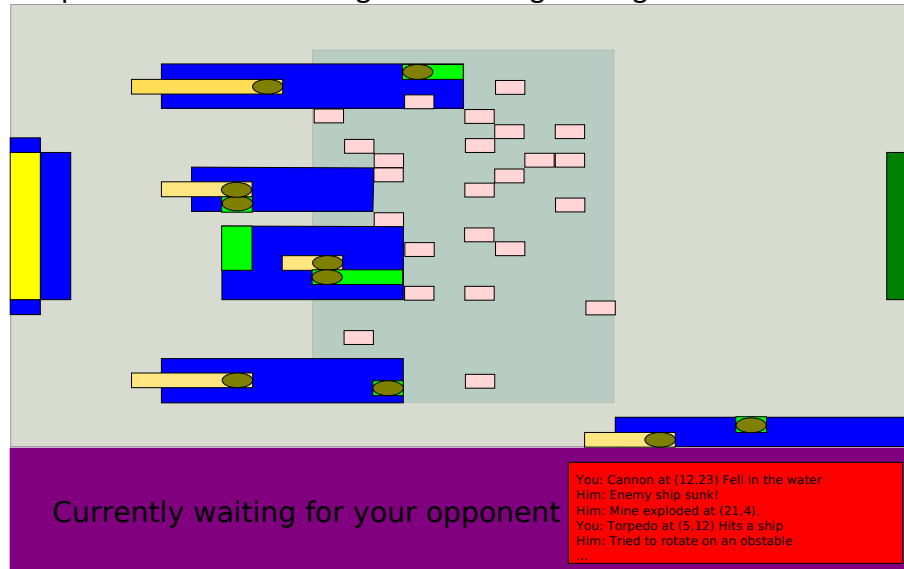 Currently waiting for your opponent
You: Cannon at (12,23) Fell in the water
Him: Enemy ship sunk!
Him: Mine exploded at (21,4).
You: Torpedo at (5,12) Hits a ship
Him: Tried to rotate on an obstable
...